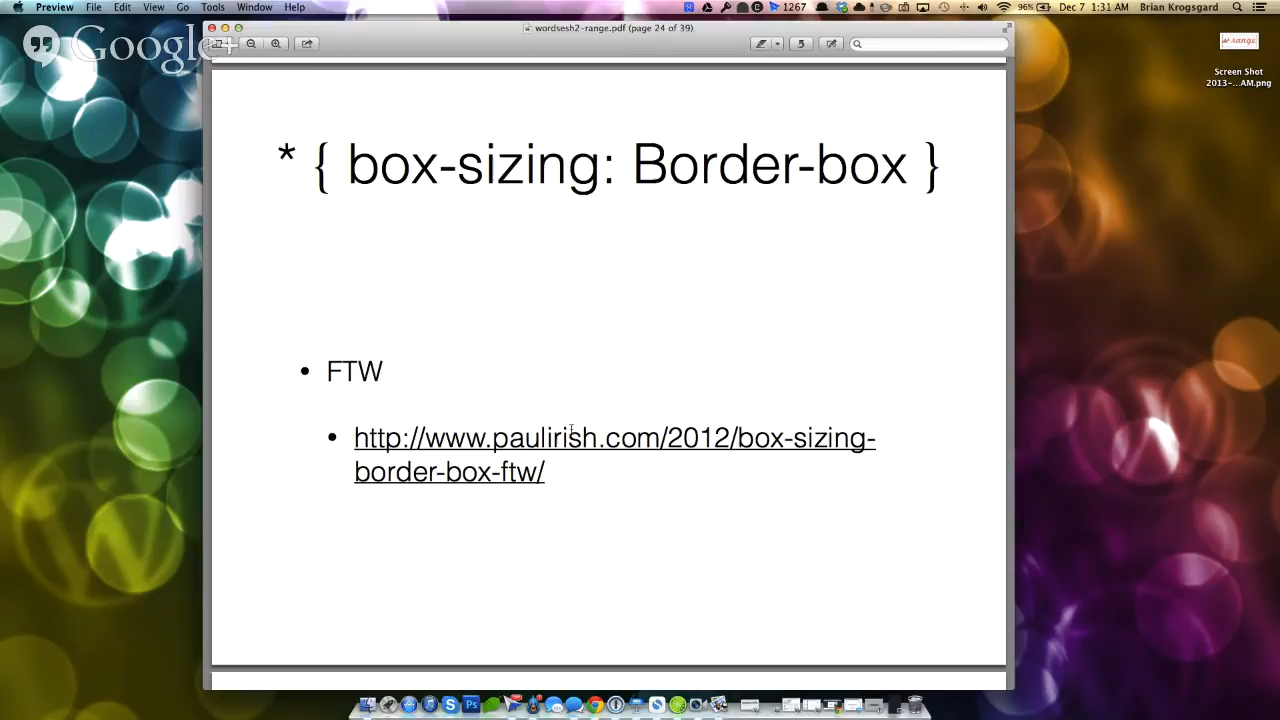 Preview File Edit View Go Tools Window Help 1267 96% Dec 7 1:31 AM Brian Krogsgard
Google+
wordsesh2-range.pdf (page 24 of 39)
range
Screen Shot
2013-...AM.png
* { box-sizing: Border-box }
• FTW
• http://www.paulirish.com/2012/box-sizing-
border-box-ftw/